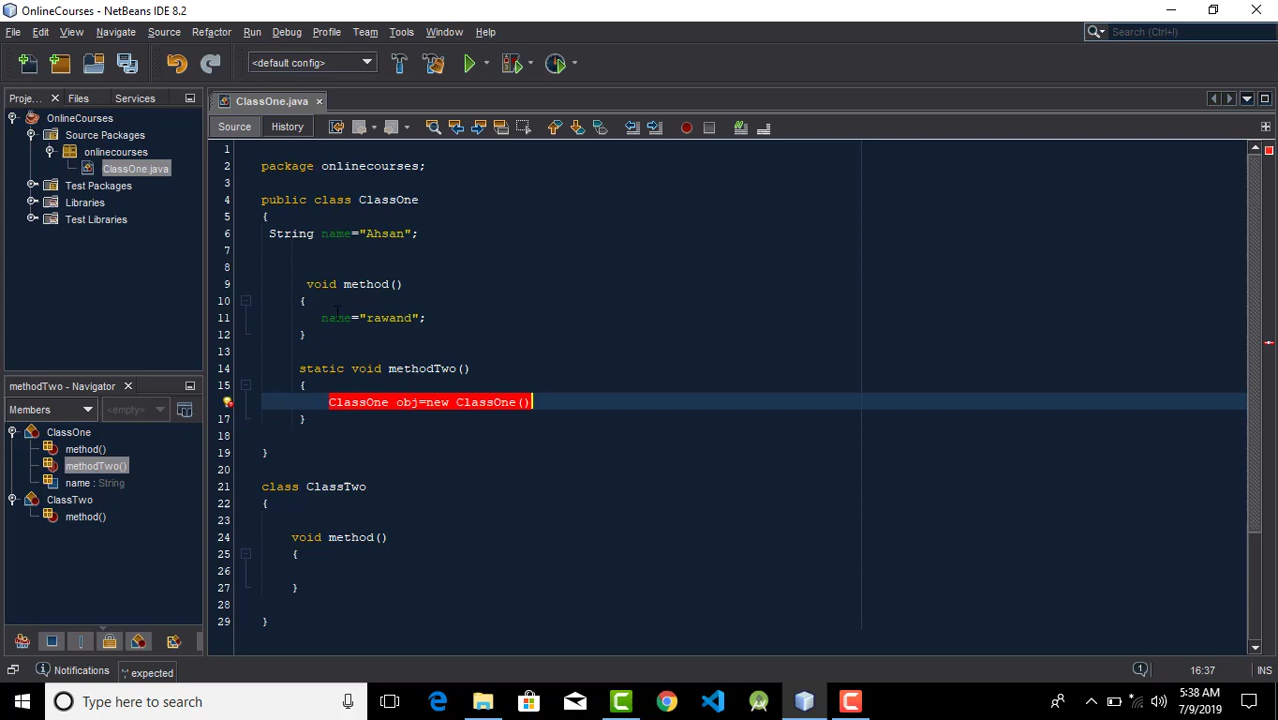 OnlineCourses - NetBeans IDE 8.2
File Edit View Navigate Source Refactor Run Debug Profile Team Tools Window Help
Search (Ctrl+I)
<default config>
Proje... Files Services
ClassOne.java
Source History
OnlineCourses
Source Packages
onlinecourses
ClassOne.java
Test Packages
Libraries
Test Libraries
methodTwo() - Navigator
Members <empty>
ClassOne
method()
methodTwo()
name : String
ClassTwo
method()
1
2 package onlinecourses;
3
4 public class ClassOne
5 {
6 String name="Ahsan";
7
8
9 void method()
10 {
11 name="rawand";
12 }
13
14 static void methodTwo()
15 {
ClassOne obj=new ClassOne()
17 }
18
19 }
20
21 class ClassTwo
22 {
23
24 void method()
25 {
26
27 }
28
29 }
Notifications
';' expected
1
16:37 INS
Type here to search
5:38 AM
7/9/2019